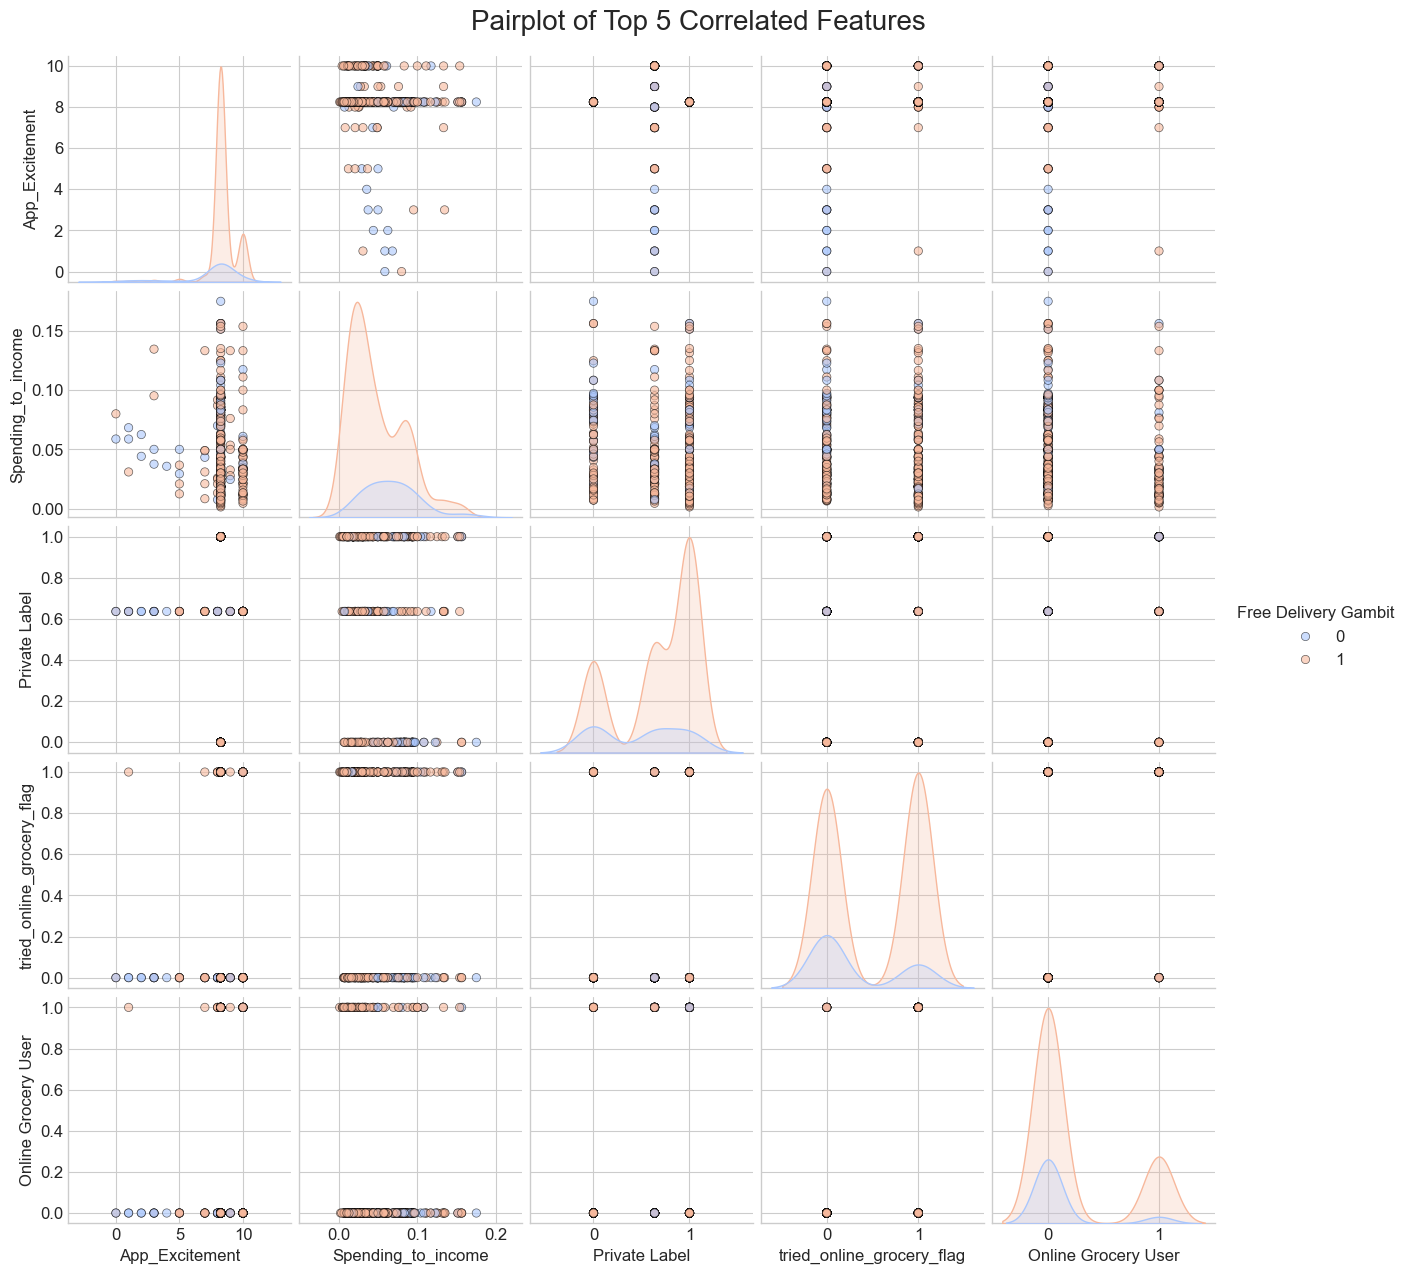 Pairplot of Top 5 Correlated Features
10
8
6
4
2
0
App_Excitement
0.15
0.10
0.05
0.00
Spending_to_income
1.0
0.8
0.6
0.4
0.2
0.0
Private Label
1.0
0.8
0.6
0.4
0.2
0.0
tried_online_grocery_flag
1.0
0.8
0.6
0.4
0.2
0.0
Online Grocery User
0 5 10
App_Excitement
0.0 0.1 0.2
Spending_to_income
0 1
Private Label
0 1
tried_online_grocery_flag
0 1
Online Grocery User
Free Delivery Gambit
0
1